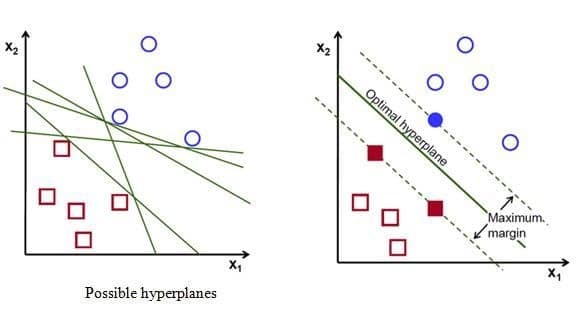 X2
X1
Possible hyperplanes
X2
Optimal hyperplane
Maximum
margin
X1